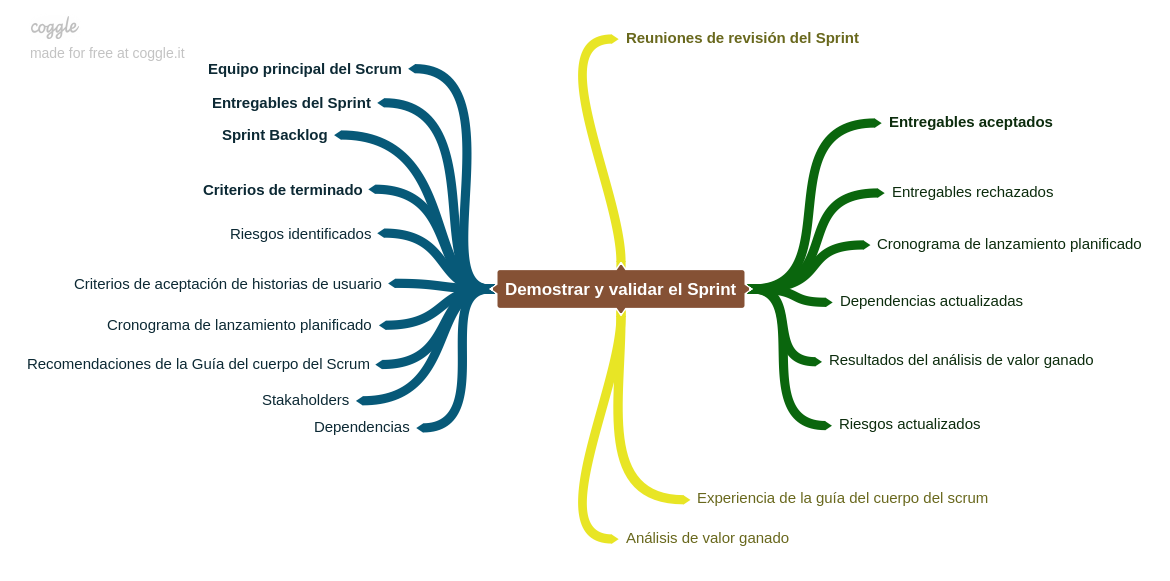 coggle
made for free at coggle.it
Equipo principal del Scrum
Entregables del Sprint
Sprint Backlog
Criterios de terminado
Riesgos identificados
Criterios de aceptación de historias de usuario
Cronograma de lanzamiento planificado
Recomendaciones de la Guía del cuerpo del Scrum
Stakaholders
Dependencias
Demostrar y validar el Sprint
Reuniones de revisión del Sprint
Entregables aceptados
Entregables rechazados
Cronograma de lanzamiento planificado
Dependencias actualizadas
Resultados del análisis de valor ganado
Riesgos actualizados
Experiencia de la guía del cuerpo del scrum
Análisis de valor ganado